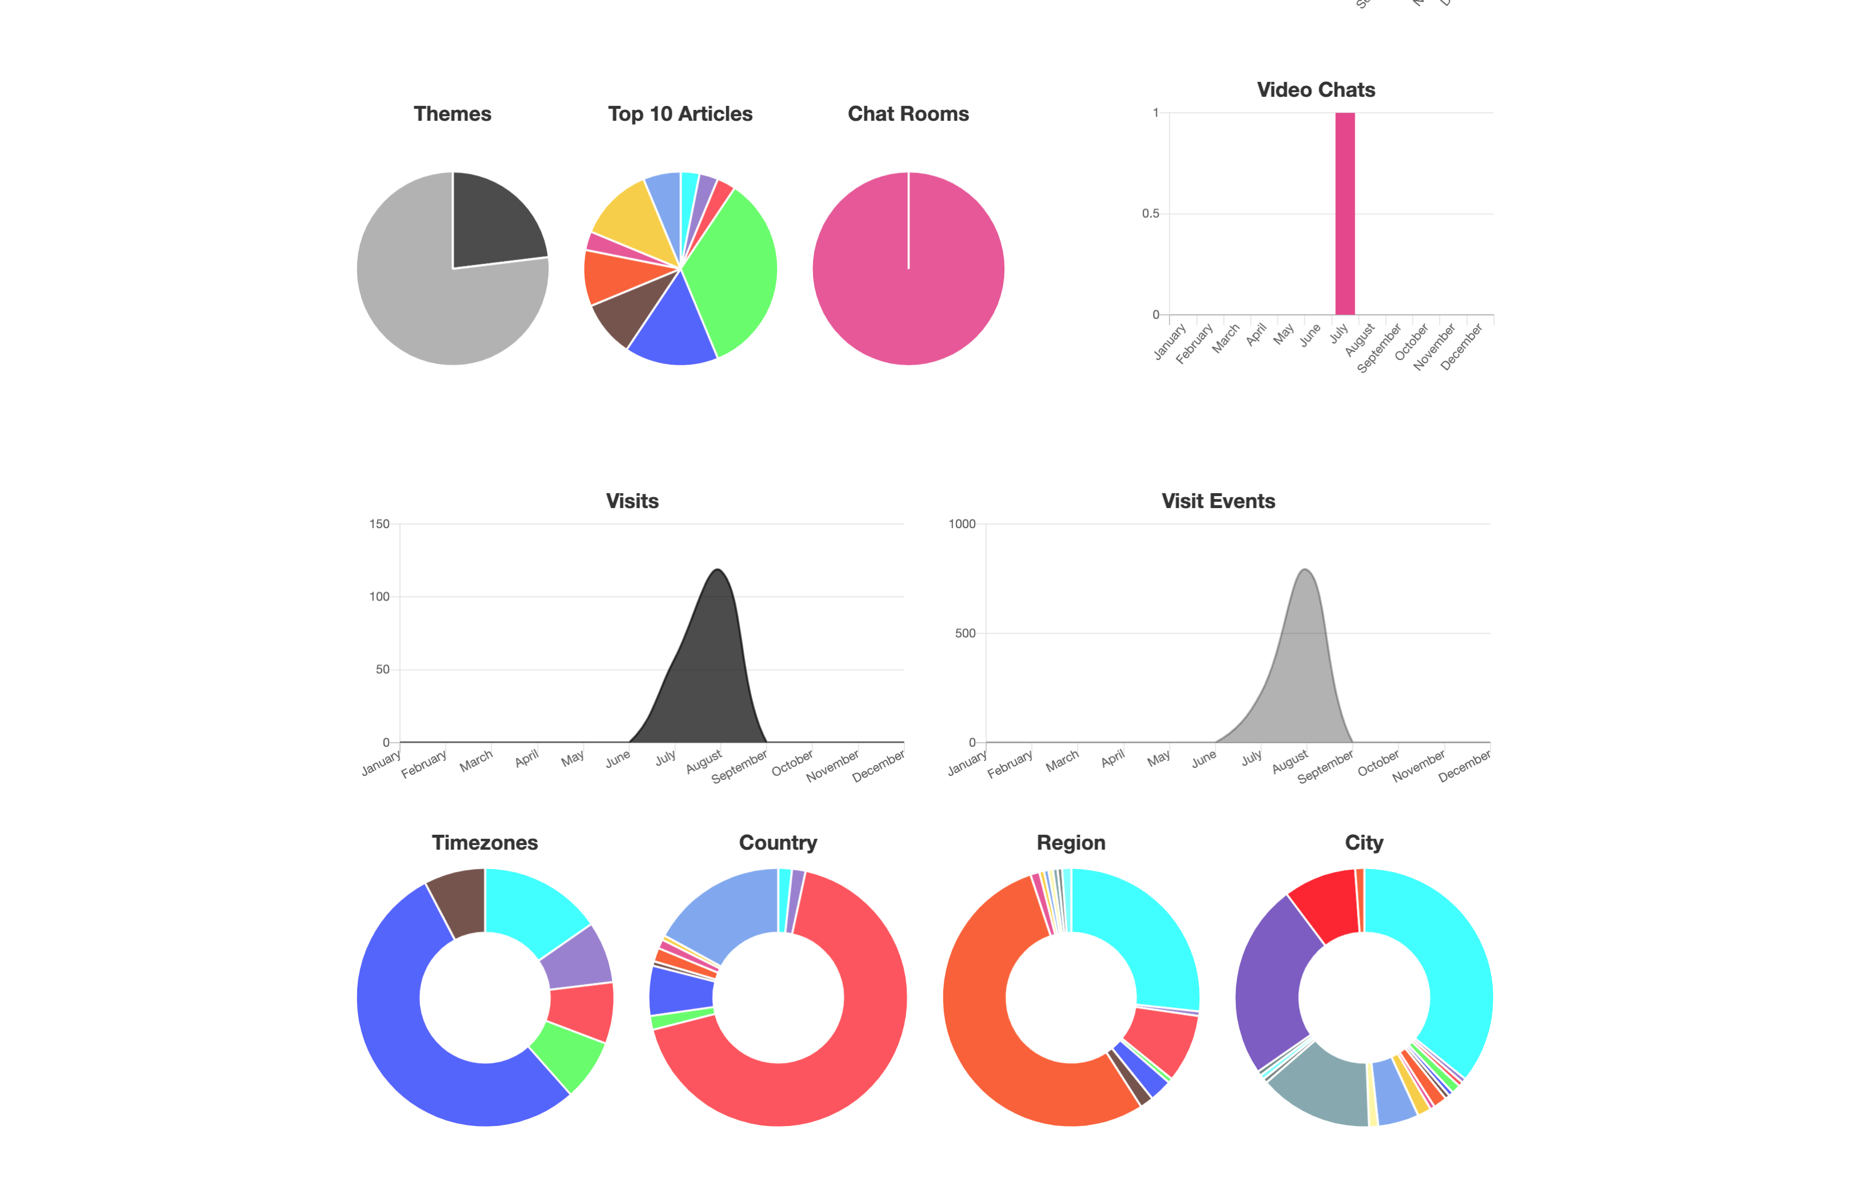 Themes
Top 10 Articles
Chat Rooms
Video Chats
1
0.5
0
January
February
March
April
May
June
July
August
September
October
November
December
Visits
150
100
50
0
January
February
March
April
May
June
July
August
September
October
November
December
Visit Events
1000
500
0
January
February
March
April
May
June
July
August
September
October
November
December
Timezones
Country
Region
City